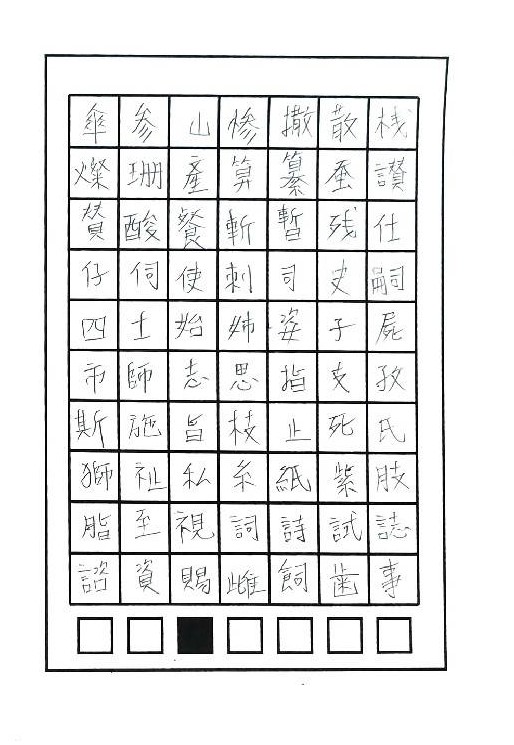 傘参山惨撒散桟
燦珊産算纂蚕讃
賛酸餐斬暫残仕
仔伺使刺司史嗣
四士始姉姿子屍
市師志思指支孜
斯施旨枝止死氏
獅祉私糸紙紫肢
脂至視詞詩試誌
諮資賜雌飼歯事